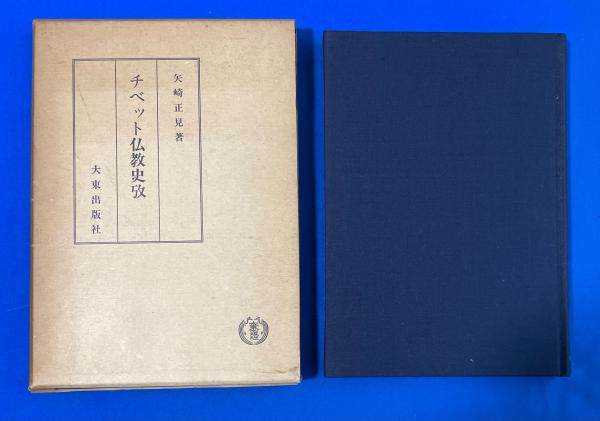 矢崎正見著
チベット仏教史攷
大東出版社